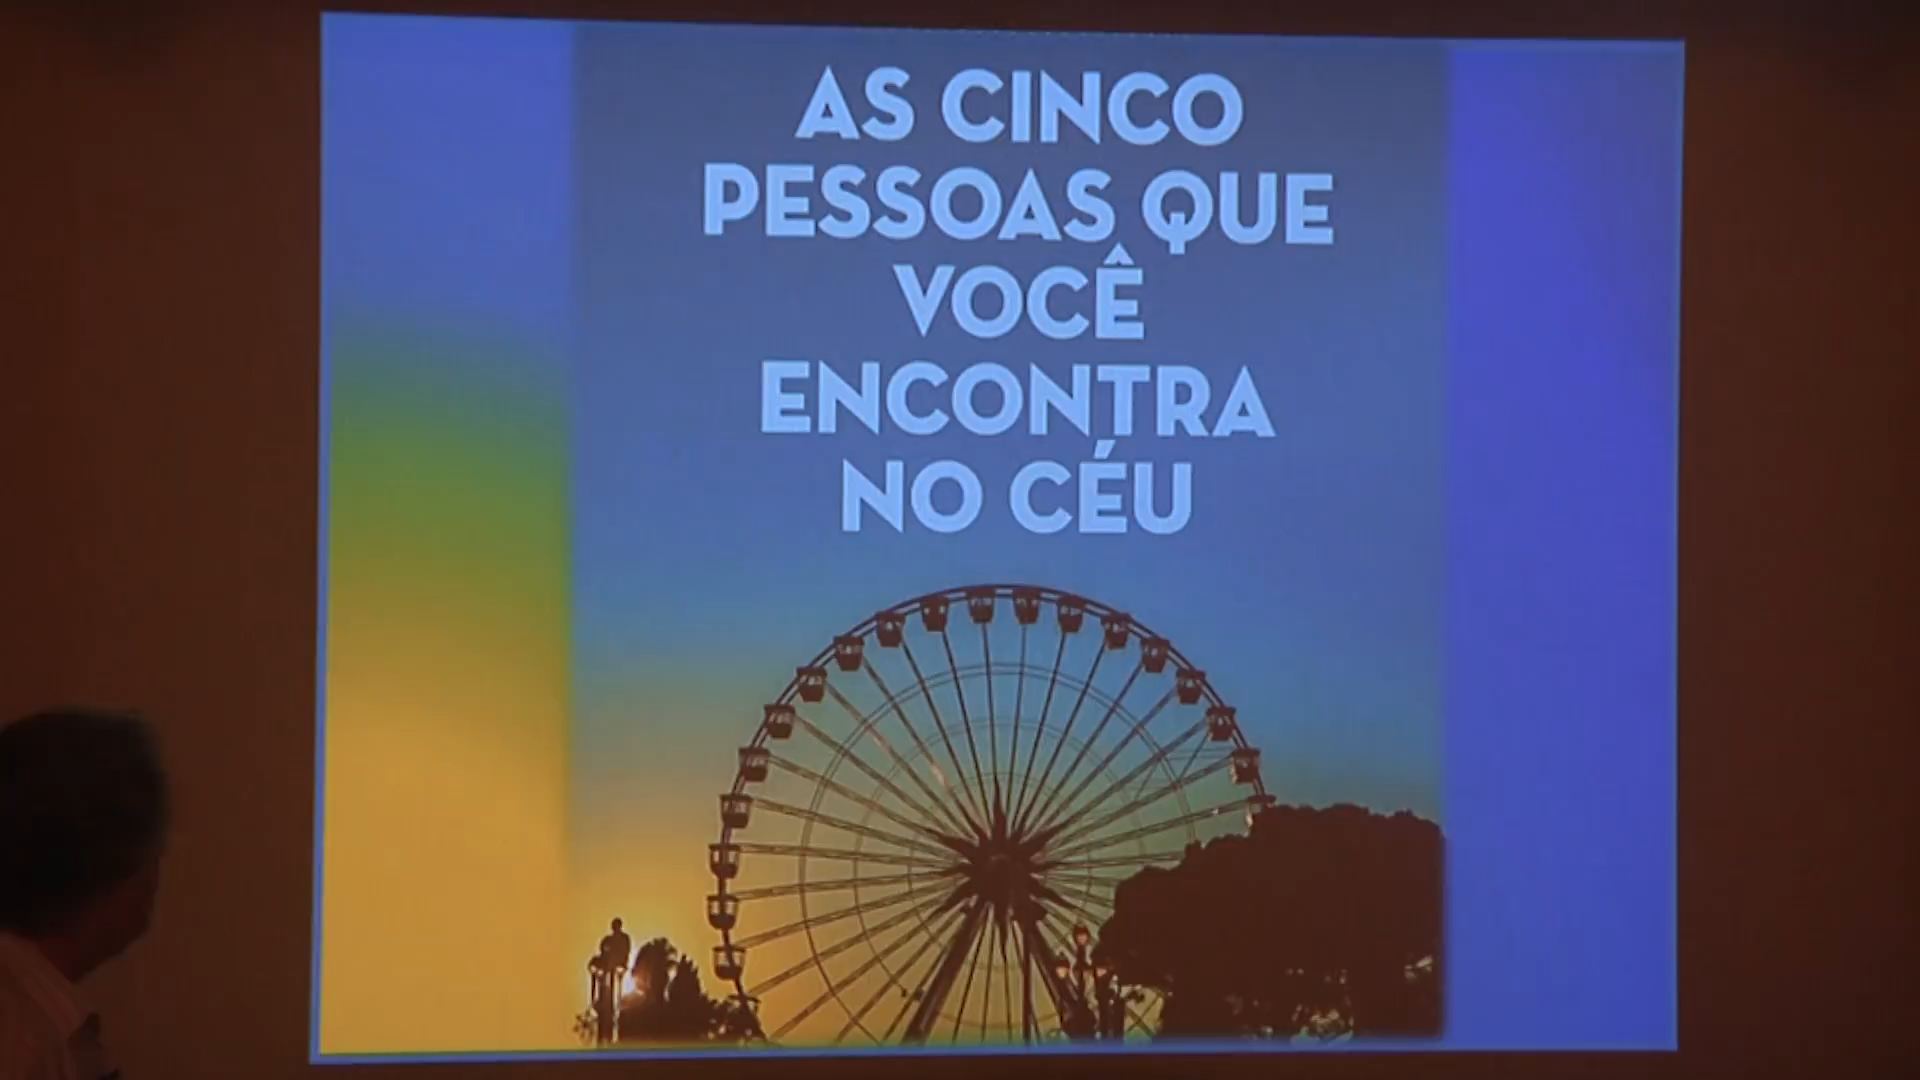 AS CINCO
PESSOAS QUE
VOCÊ
ENCONTRA
NO CÉU